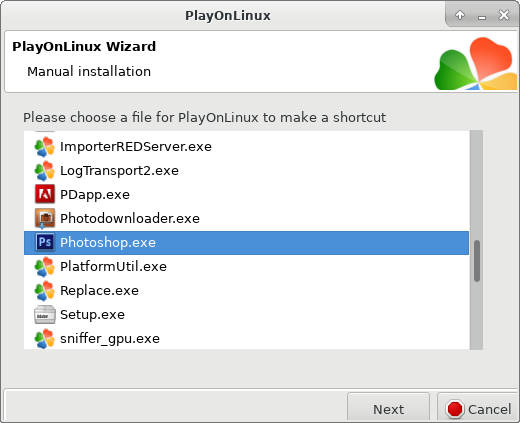 PlayOnLinux
PlayOnLinux Wizard
Manual installation
Please choose a file for PlayOnLinux to make a shortcut
ImporterREDServer.exe
LogTransport2.exe
PDapp.exe
Photodownloader.exe
Ps Photoshop.exe
PlatformUtil.exe
Replace.exe
Setup.exe
sniffer_gpu.exe
Next
Cancel